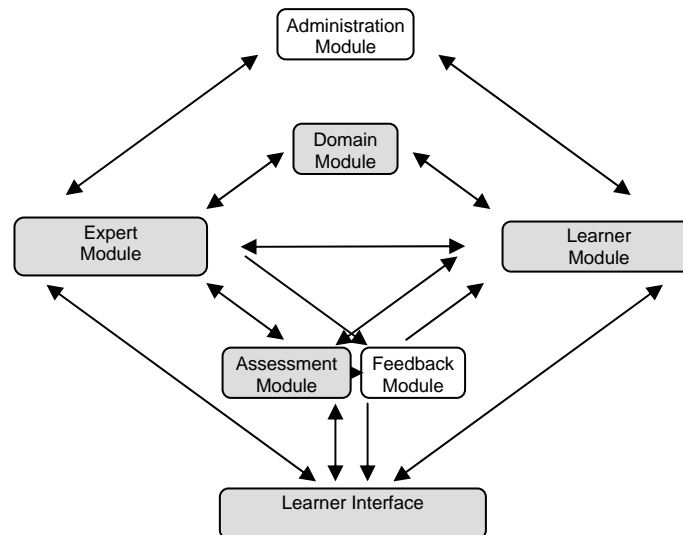 Administration
Module
Domain
Module
Expert
Module
Learner
Module
Assessment
Module
Feedback
Module
Learner Interface